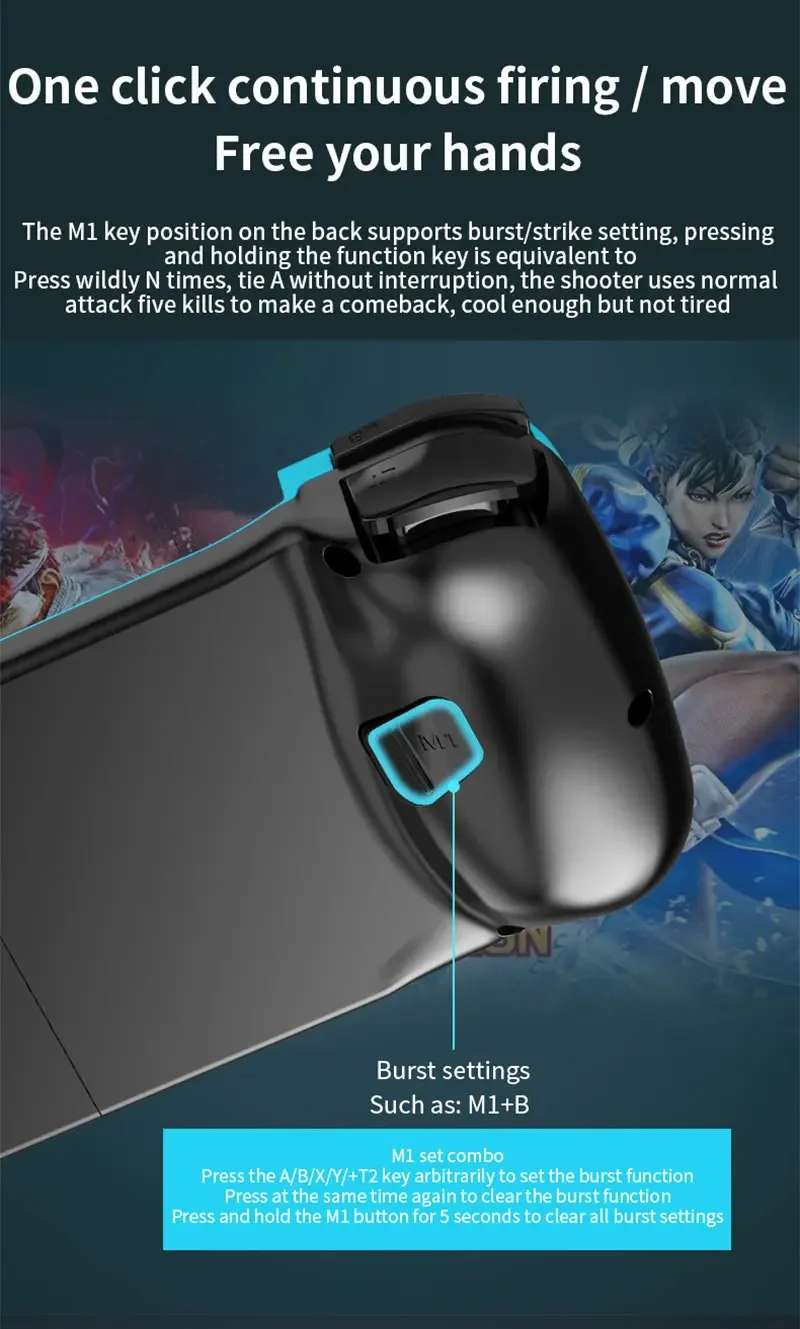 One click continuous firing / move
Free your hands
The M1 key position on the back supports burst/strike setting, pressing
and holding the function key is equivalent to
Press wildly N times, tie A without interruption, the shooter uses normal
attack five kills to make a comeback, cool enough but not tired
M1
Burst settings
Such as: M1+B
M1 set combo
Press the A/B/X/Y/+T2 key arbitrarily to set the burst function
Press at the same time again to clear the burst function
Press and hold the M1 button for 5 seconds to clear all burst settings